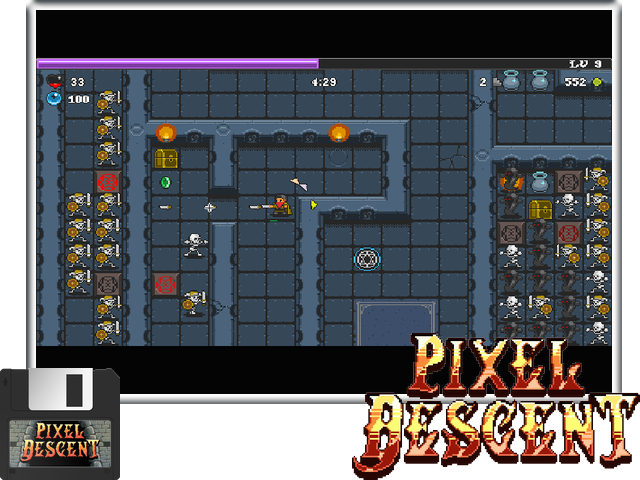 LV 9
33
4:29
2
552
100
PIXEL
DESCENT
PIXEL
DESCENT